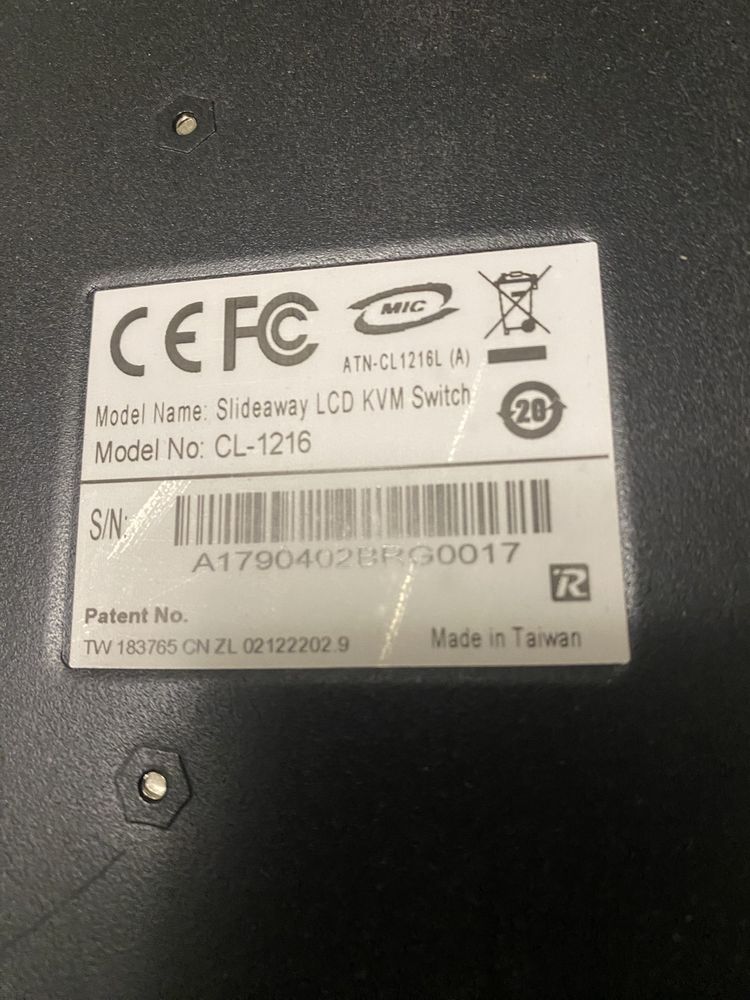 CE FC
MIC
ATN-CL1216L (A)
Model Name: Slideaway LCD KVM Switch
20
Model No: CL-1216
S/N:
A1790402BRG0017
R
Patent No.
TW 183765 CN ZL 02122202.9
Made in Taiwan